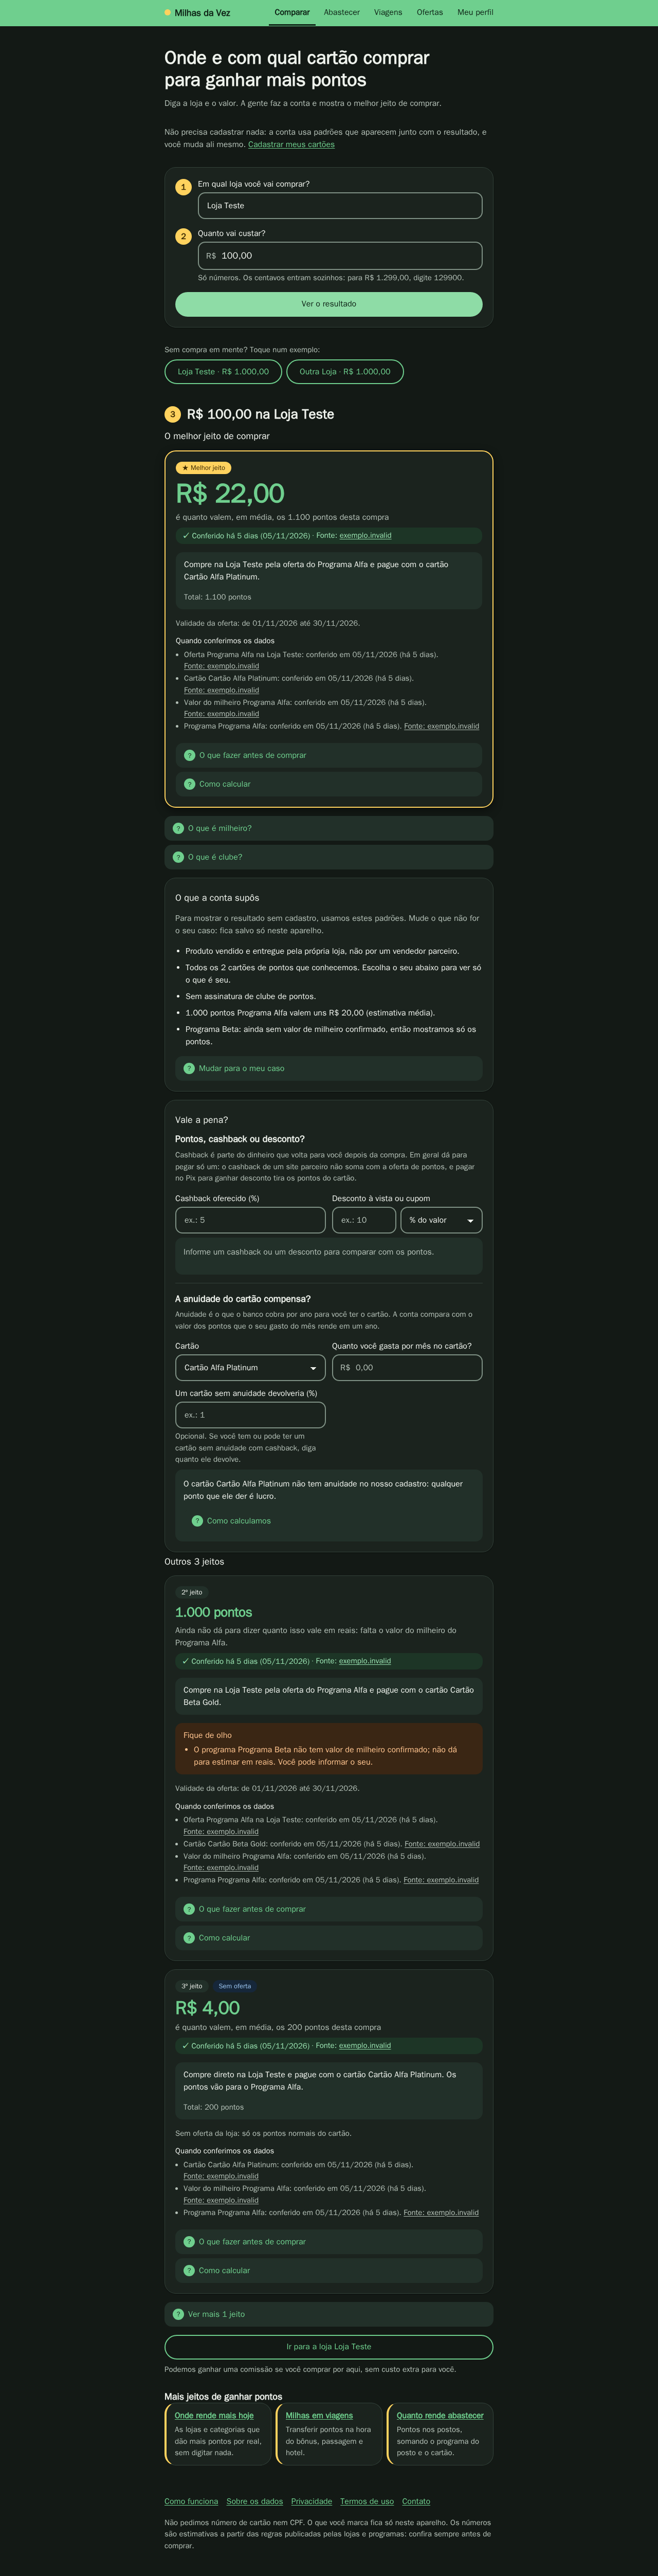 Milhas da Vez
Comparar
Abastecer
Viagens
Ofertas
Meu perfil
Onde e com qual cartão comprar
para ganhar mais pontos
Diga a loja e o valor. A gente faz a conta e mostra o melhor jeito de comprar.
Não precisa cadastrar nada: a conta usa padrões que aparecem junto com o resultado, e
você muda ali mesmo. Cadastrar meus cartões
1
Em qual loja você vai comprar?
Loja Teste
2
Quanto vai custar?
R$ 100,00
Só números. Os centavos entram sozinhos: para R$ 1.299,00, digite 129900.
Ver o resultado
Sem compra em mente? Toque num exemplo:
Loja Teste · R$ 1.000,00
Outra Loja · R$ 1.000,00
3 R$ 100,00 na Loja Teste
O melhor jeito de comprar
★ Melhor jeito
R$ 22,00
é quanto valem, em média, os 1.100 pontos desta compra
✓ Conferido há 5 dias (05/11/2026) · Fonte: exemplo.invalid
Compre na Loja Teste pela oferta do Programa Alfa e pague com o cartão
Cartão Alfa Platinum.
Total: 1.100 pontos
Validade da oferta: de 01/11/2026 até 30/11/2026.
Quando conferimos os dados
• Oferta Programa Alfa na Loja Teste: conferido em 05/11/2026 (há 5 dias).
Fonte: exemplo.invalid
• Cartão Cartão Alfa Platinum: conferido em 05/11/2026 (há 5 dias).
Fonte: exemplo.invalid
• Valor do milheiro Programa Alfa: conferido em 05/11/2026 (há 5 dias).
Fonte: exemplo.invalid
• Programa Programa Alfa: conferido em 05/11/2026 (há 5 dias). Fonte: exemplo.invalid
? O que fazer antes de comprar
? Como calcular
? O que é milheiro?
? O que é clube?
O que a conta supôs
Para mostrar o resultado sem cadastro, usamos estes padrões. Mude o que não for
o seu caso: fica salvo só neste aparelho.
• Produto vendido e entregue pela própria loja, não por um vendedor parceiro.
• Todos os 2 cartões de pontos que conhecemos. Escolha o seu abaixo para ver só
o que é seu.
• Sem assinatura de clube de pontos.
• 1.000 pontos Programa Alfa valem uns R$ 20,00 (estimativa média).
• Programa Beta: ainda sem valor de milheiro confirmado, então mostramos só os
pontos.
? Mudar para o meu caso
Vale a pena?
Pontos, cashback ou desconto?
Cashback é parte do dinheiro que volta para você depois da compra. Em geral dá para
pegar só um: o cashback de um site parceiro não soma com a oferta de pontos, e pagar
no Pix para ganhar desconto tira os pontos do cartão.
Cashback oferecido (%)
Desconto à vista ou cupom
ex.: 5
ex.: 10
% do valor
Informe um cashback ou um desconto para comparar com os pontos.
A anuidade do cartão compensa?
Anuidade é o que o banco cobra por ano para você ter o cartão. A conta compara com o
valor dos pontos que o seu gasto do mês rende em um ano.
Cartão
Quanto você gasta por mês no cartão?
Cartão Alfa Platinum
R$ 0,00
Um cartão sem anuidade devolveria (%)
ex.: 1
Opcional. Se você tem ou pode ter um
cartão sem anuidade com cashback, diga
quanto ele devolve.
O cartão Cartão Alfa Platinum não tem anuidade no nosso cadastro: qualquer
ponto que ele der é lucro.
? Como calculamos
Outros 3 jeitos
2º jeito
1.000 pontos
Ainda não dá para dizer quanto isso vale em reais: falta o valor do milheiro do
Programa Alfa.
✓ Conferido há 5 dias (05/11/2026) · Fonte: exemplo.invalid
Compre na Loja Teste pela oferta do Programa Alfa e pague com o cartão Cartão
Beta Gold.
Fique de olho
• O programa Programa Beta não tem valor de milheiro confirmado; não dá
para estimar em reais. Você pode informar o seu.
Validade da oferta: de 01/11/2026 até 30/11/2026.
Quando conferimos os dados
• Oferta Programa Alfa na Loja Teste: conferido em 05/11/2026 (há 5 dias).
Fonte: exemplo.invalid
• Cartão Cartão Beta Gold: conferido em 05/11/2026 (há 5 dias). Fonte: exemplo.invalid
• Valor do milheiro Programa Alfa: conferido em 05/11/2026 (há 5 dias).
Fonte: exemplo.invalid
• Programa Programa Alfa: conferido em 05/11/2026 (há 5 dias). Fonte: exemplo.invalid
? O que fazer antes de comprar
? Como calcular
3º jeito
Sem oferta
R$ 4,00
é quanto valem, em média, os 200 pontos desta compra
✓ Conferido há 5 dias (05/11/2026) · Fonte: exemplo.invalid
Compre direto na Loja Teste e pague com o cartão Cartão Alfa Platinum. Os
pontos vão para o Programa Alfa.
Total: 200 pontos
Sem oferta da loja: só os pontos normais do cartão.
Quando conferimos os dados
• Cartão Cartão Alfa Platinum: conferido em 05/11/2026 (há 5 dias).
Fonte: exemplo.invalid
• Valor do milheiro Programa Alfa: conferido em 05/11/2026 (há 5 dias).
Fonte: exemplo.invalid
• Programa Programa Alfa: conferido em 05/11/2026 (há 5 dias). Fonte: exemplo.invalid
? O que fazer antes de comprar
? Como calcular
? Ver mais 1 jeito
Ir para a loja Loja Teste
Podemos ganhar uma comissão se você comprar por aqui, sem custo extra para você.
Mais jeitos de ganhar pontos
Onde rende mais hoje
As lojas e categorias que
dão mais pontos por real,
sem digitar nada.
Milhas em viagens
Transferir pontos na hora
do bônus, passagem e
hotel.
Quanto rende abastecer
Pontos nos postos,
somando o programa do
posto e o cartão.
Como funciona
Sobre os dados
Privacidade
Termos de uso
Contato
Não pedimos número de cartão nem CPF. O que você marca fica só neste aparelho. Os números
são estimativas a partir das regras publicadas pelas lojas e programas: confira sempre antes de
comprar.